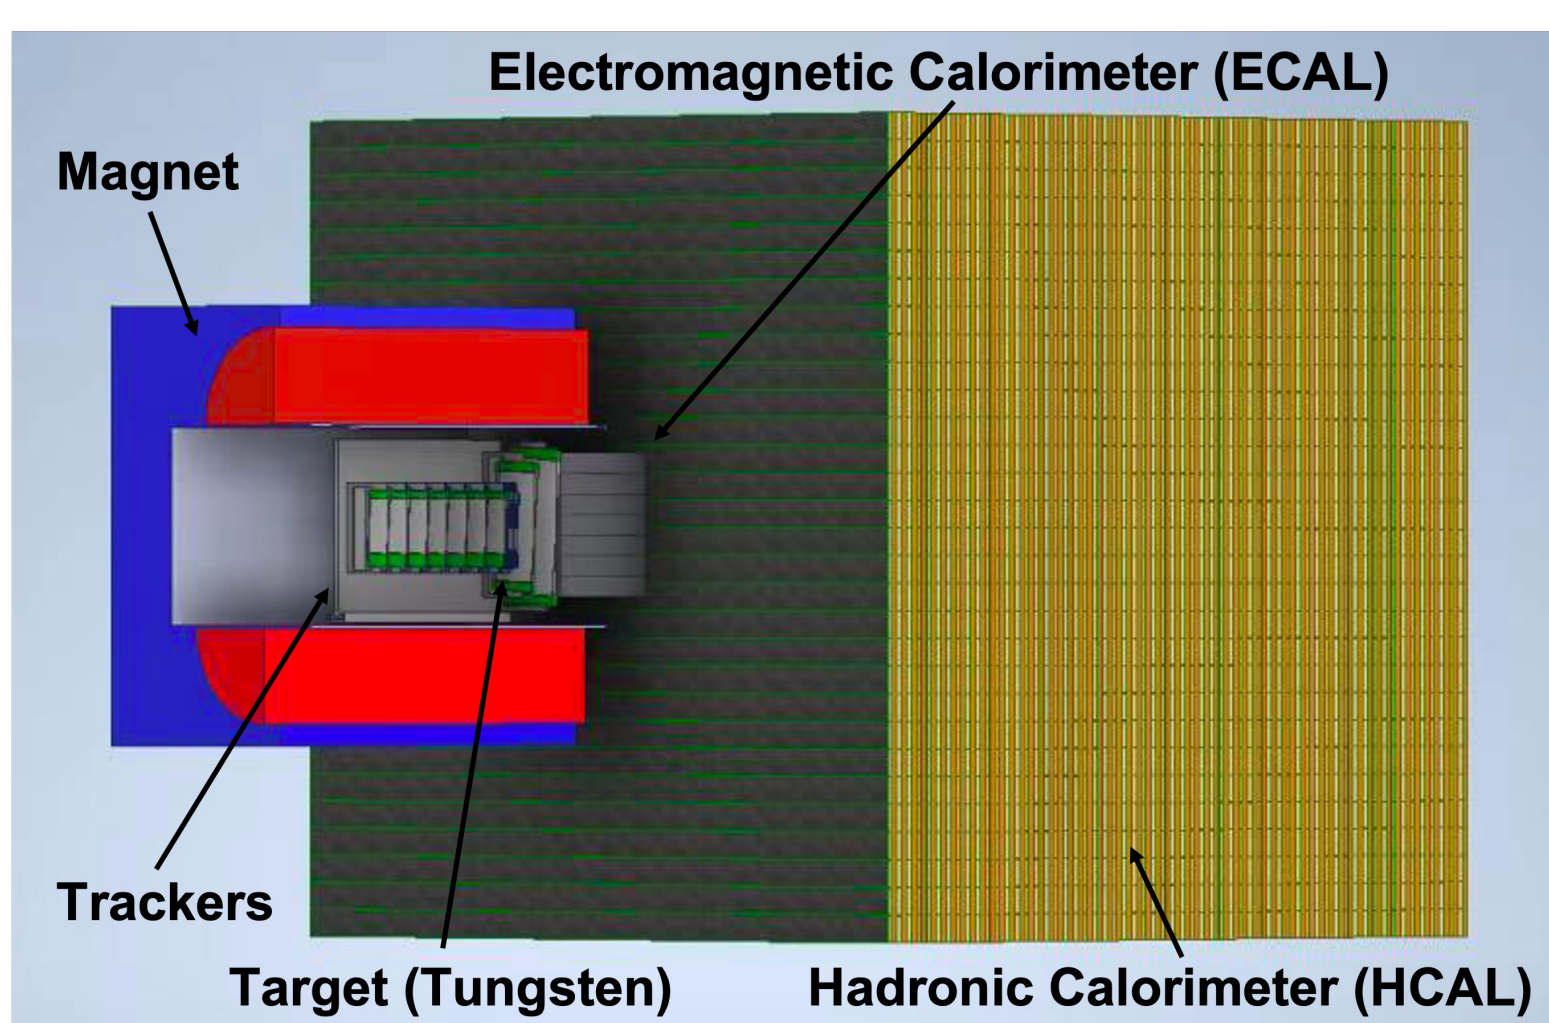 Electromagnetic Calorimeter (ECAL)
Magnet
Trackers
Target (Tungsten)
Hadronic Calorimeter (HCAL)